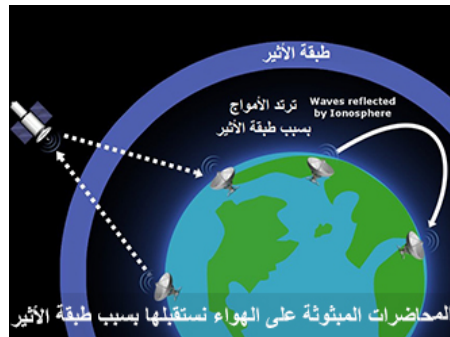 طبقة الأثير
ترتد الأمواج
بسبب طبقة الأثير
Waves reflected
by Ionosphere
المحاضرات المبثوثة على الهواء نستقبلها بسبب طبقة الأثير